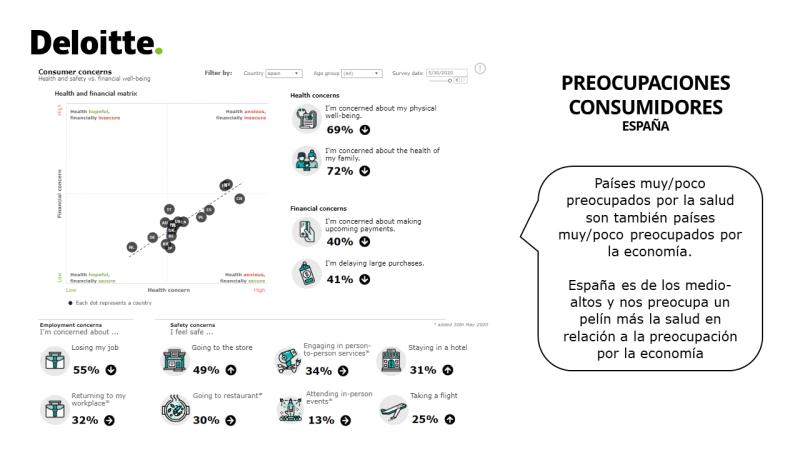 Deloitte.
Consumer concerns
Health and safety vs. financial well-being
Filter by:
Country Spain
Age group (All)
Survey date 5/30/2020
Health and financial matrix
High
Health hopeful,
financially insecure
Health anxious,
financially insecure
Financial concern
CN
ES
PL
IT
AU
US
DE
NL
Low
Health hopeful,
financially secure
Health anxious,
financially secure
Low
Health concern
High
Each dot represents a country
Health concerns
I'm concerned about my physical
well-being.
69%
I'm concerned about the health of
my family.
72%
Financial concerns
I'm concerned about making
upcoming payments.
40%
I'm delaying large purchases.
41%
Employment concerns
I'm concerned about ...
Losing my job
55%
Returning to my
workplace*
32%
Safety concerns
I feel safe ...
* added 30th May 2020
Going to the store
49%
Engaging in person-
to-person services*
34%
Staying in a hotel
31%
Going to restaurant*
30%
Attending in-person
events*
13%
Taking a flight
25%
PREOCUPACIONES
CONSUMIDORES
ESPAÑA
Países muy/poco
preocupados por la salud
son también países
muy/poco preocupados por
la economía.
España es de los medio-
altos y nos preocupa un
pelín más la salud en
relación a la preocupación
por la economía